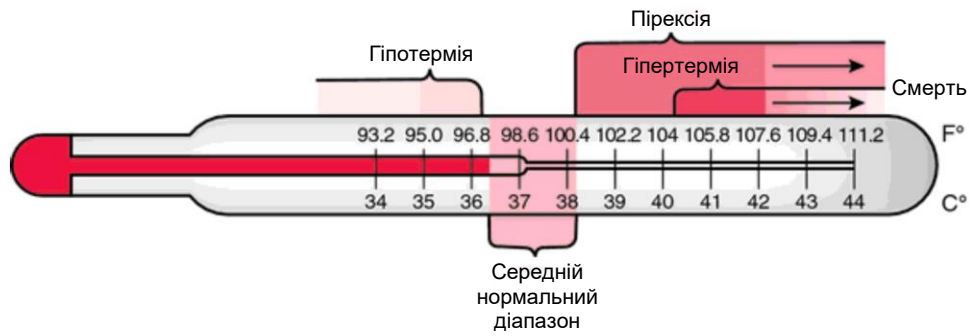 Пірексія
Гіпотермія
Гіпертермія
Смерть
93.2 95.0 96.8 98.6 100.4 102.2 104 105.8 107.6 109.4 111.2 F°
34 35 36 37 38 39 40 41 42 43 44 C°
Середній
нормальний
діапазон